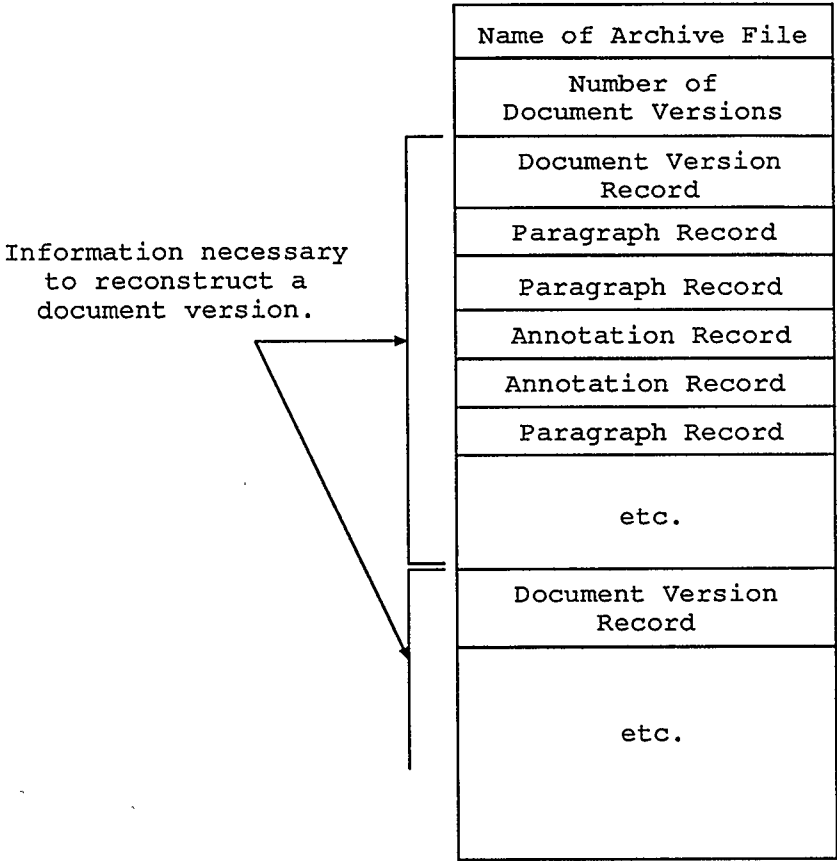 Name of Archive File
Number of
Document Versions
Document Version
Record
Paragraph Record
Paragraph Record
Annotation Record
Annotation Record
Paragraph Record
etc.
Document Version
Record
etc.
Information necessary
to reconstruct a
document version.